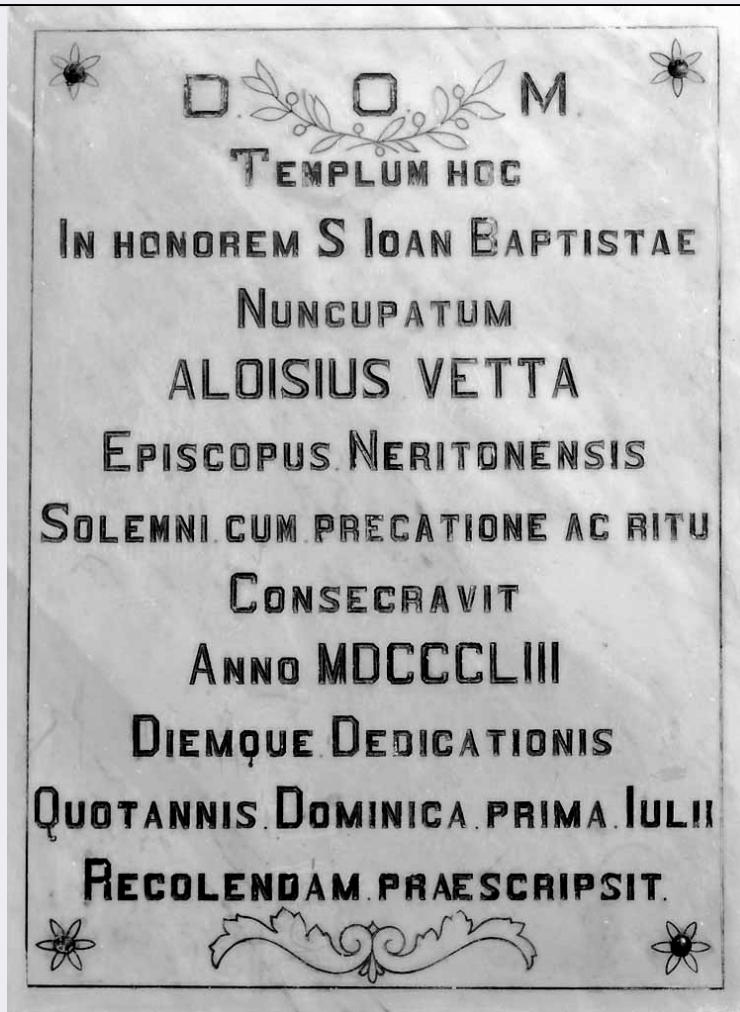 D. O. M.
TEMPLUM HOC
IN HONOREM S IOAN BAPTISTAE
NUNCUPATUM
ALOISIUS VETTA
EPISCOPUS. NERITONENSIS
SOLEMNI. CUM. PRECATIONE AC RITU
CONSECRAVIT
ANNO MDCCCLIII
DIEMQUE. DEDICATIONIS
QUOTANNIS. DOMINICA. PRIMA. IULII
RECOLENDAM. PRAESCRIPSIT.